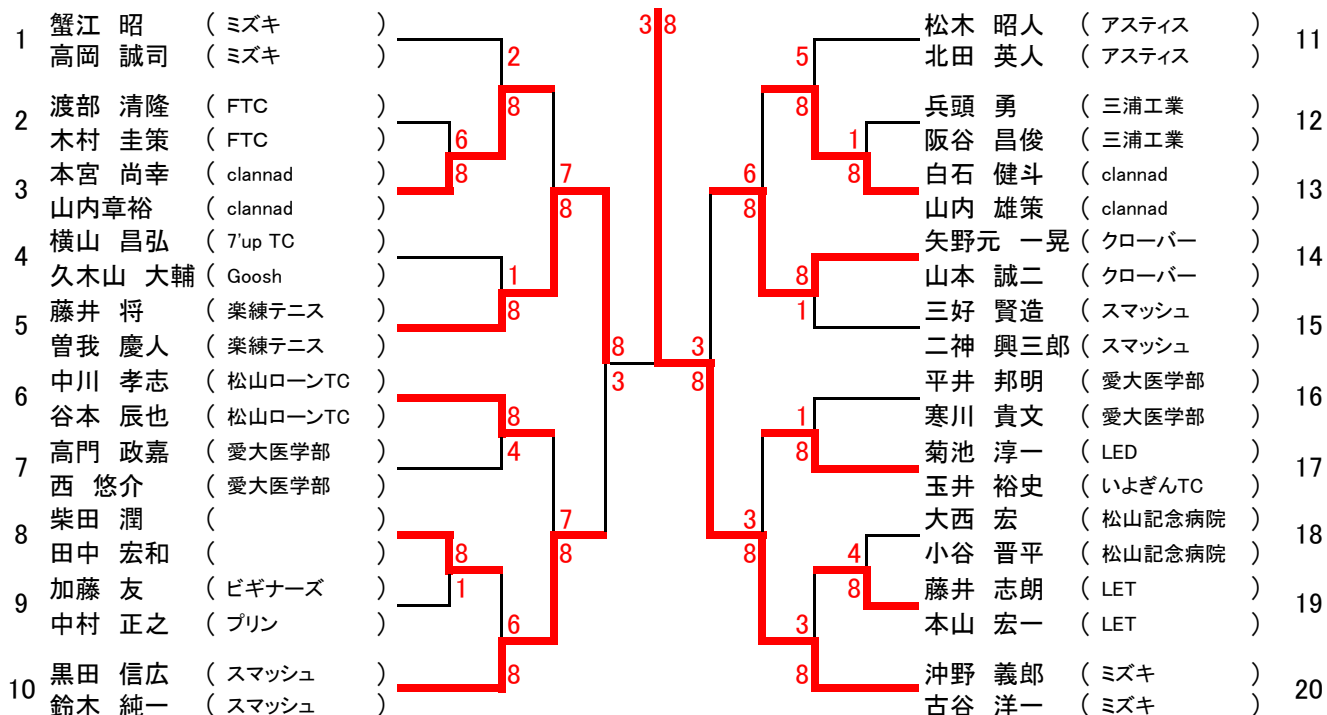 1 蟹江 昭 ( ミズキ )
高岡 誠司 ( ミズキ )
2 渡部 清隆 ( FTC )
木村 圭策 ( FTC )
3 本宮 尚幸 ( clannad )
山内章裕 ( clannad )
4 横山 昌弘 ( 7'up TC )
久木山 大輔 ( Goosh )
5 藤井 将 ( 楽練テニス )
曽我 慶人 ( 楽練テニス )
6 中川 孝志 ( 松山ローンTC )
谷本 辰也 ( 松山ローンTC )
7 高門 政嘉 ( 愛大医学部 )
西 悠介 ( 愛大医学部 )
8 柴田 潤 ( )
田中 宏和 ( )
9 加藤 友 ( ビギナーズ )
中村 正之 ( プリン )
10 黒田 信広 ( スマッシュ )
鈴木 純一 ( スマッシュ )
2
8
6
8
7
8
1
8
8
3
8
4
7
8
8
1
6
8
3 8
5
8
1
8
6
8
8
1
3
8
1
8
3
8
4
8
3
8
松木 昭人 ( アスティス ) 11
北田 英人 ( アスティス )
兵頭 勇 ( 三浦工業 ) 12
阪谷 昌俊 ( 三浦工業 )
白石 健斗 ( clannad ) 13
山内 雄策 ( clannad )
矢野元 一晃 ( クローバー ) 14
山本 誠二 ( クローバー )
三好 賢造 ( スマッシュ ) 15
二神 興三郎 ( スマッシュ )
平井 邦明 ( 愛大医学部 ) 16
寒川 貴文 ( 愛大医学部 )
菊池 淳一 ( LED ) 17
玉井 裕史 ( いよぎんTC )
大西 宏 ( 松山記念病院 ) 18
小谷 晋平 ( 松山記念病院 )
藤井 志朗 ( LET ) 19
本山 宏一 ( LET )
沖野 義郎 ( ミズキ ) 20
古谷 洋一 ( ミズキ )